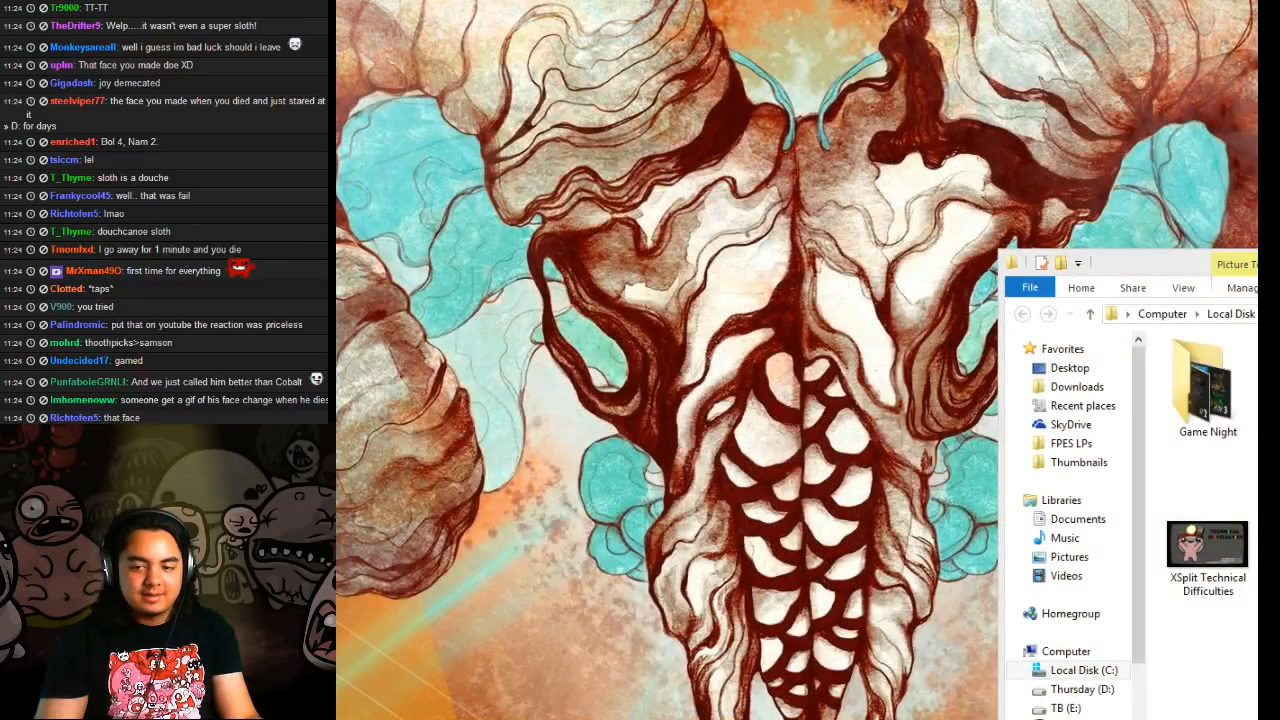 11:24 Tr9000: TT-TT
11:24 TheDrifter9: Welp.....it wasn't even a super sloth!
11:24 Monkeysareall: well i guess im bad luck should i leave
11:24 uplm: That face you made doe XD
11:24 Gigadash: joy demecated
11:24 steelviper77: the face you made when you died and just stared at
it
» D: for days
11:24 enriched1: Bol 4, Nam 2.
11:24 tsiccm: lel
11:24 T_Thyme: sloth is a douche
11:24 Frankycool45: well.. that was fail
11:24 Richtofen5: lmao
11:24 T_Thyme: douchcanoe sloth
11:24 Tmomfxd: I go away for 1 minute and you die
11:24 MrXman49O: first time for everything
11:24 Clotted: *taps*
11:24 V900: you tried
11:24 Palindromic: put that on youtube the reaction was priceless
11:24 mohrd: thoothpicks>samson
11:24 Undecided17: gamed
11:24 PunfaboleGRNLI: And we just called him better than Cobalt
11:24 Imhomenoww: someone get a gif of his face change when he dies
11:24 Richtofen5: that face
Picture To
File Home Share View Manag
Computer Local Disk
Favorites
Desktop
Downloads
Recent places
SkyDrive
FPES LPs
Thumbnails
Libraries
Documents
Music
Pictures
Videos
Homegroup
Computer
Local Disk (C:)
Thursday (D:)
TB (E:)
Game Night
XSplit Technical
Difficulties